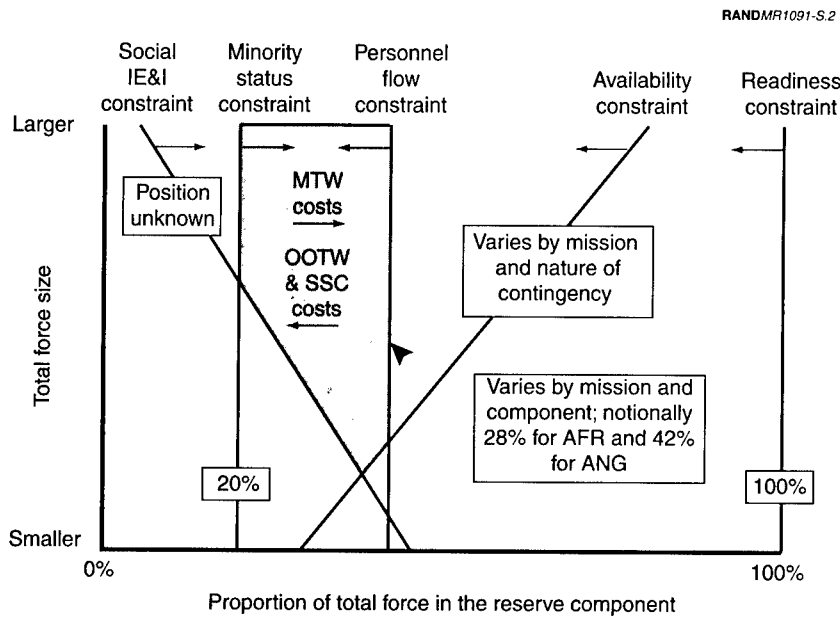 RANDMR1091-S.2
Social
IE&I
constraint
Minority
status
constraint
Personnel
flow
constraint
Availability
constraint
Readiness
constraint
Larger
Position
unknown
MTW
costs
OOTW
& SSC
costs
Varies by mission
and nature of
contingency
Total force size
Varies by mission and
component; notionally
28% for AFR and 42%
for ANG
20%
100%
Smaller
0%
100%
Proportion of total force in the reserve component